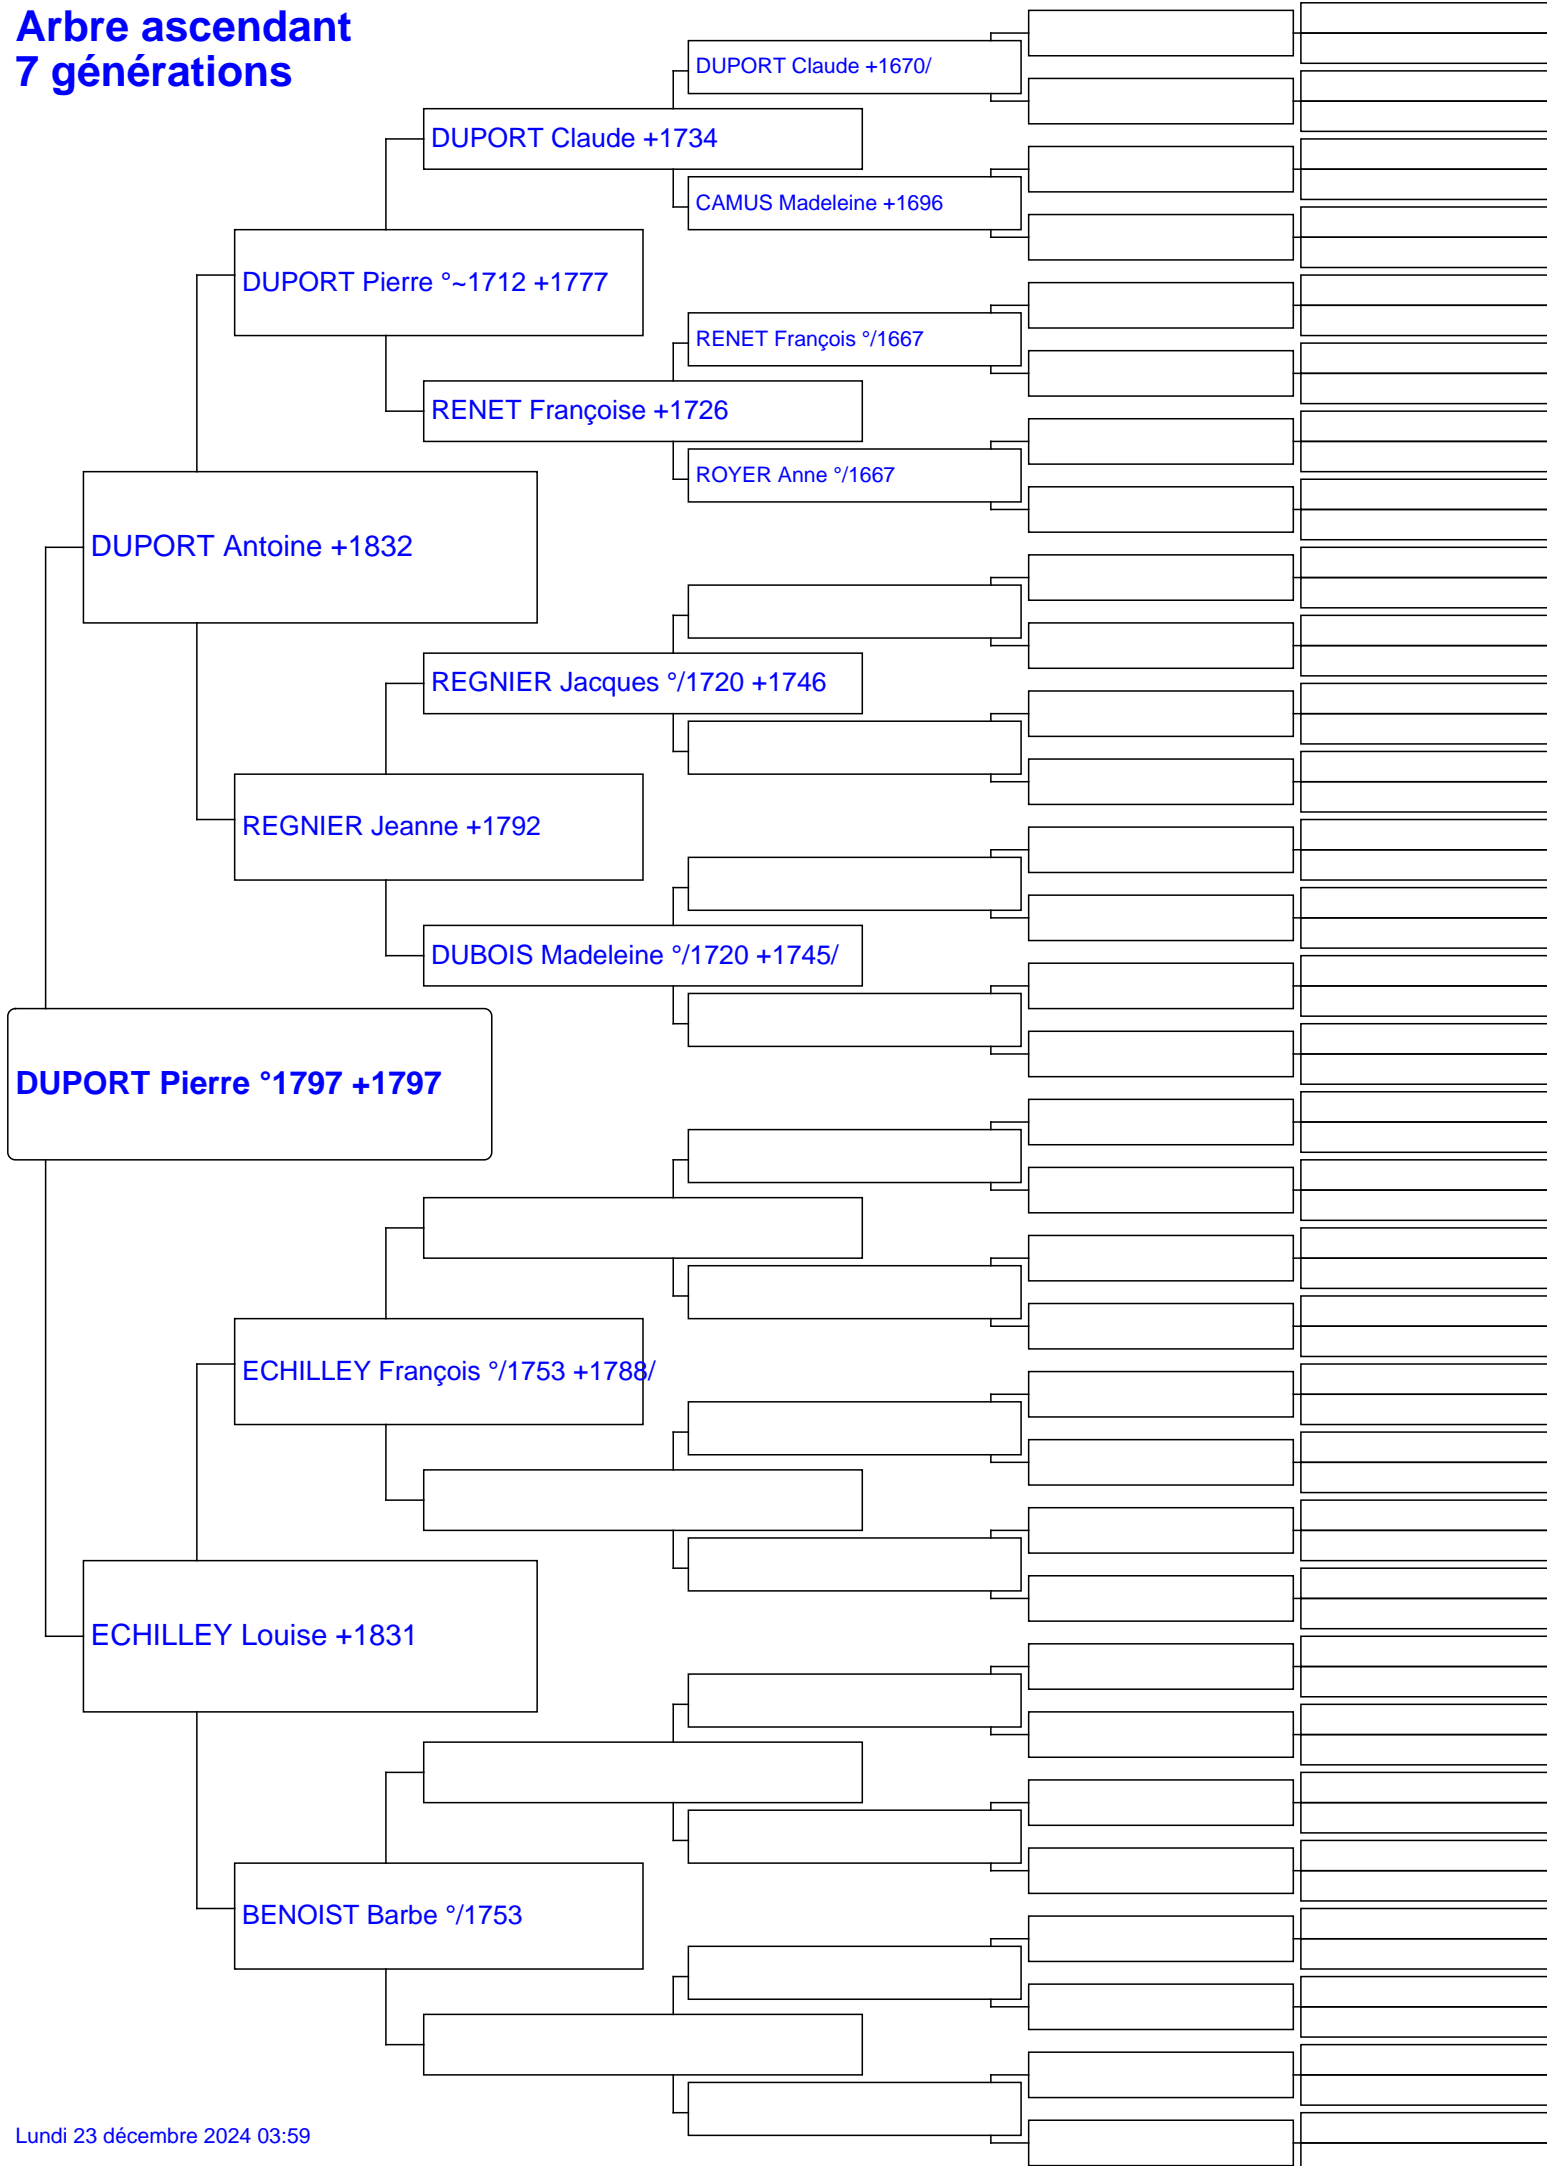 Arbre ascendant
7 générations
DUPORT Claude +1670/
DUPORT Claude +1734
CAMUS Madeleine +1696
DUPORT Pierre °~1712 +1777
RENET François °/1667
RENET Françoise +1726
ROYER Anne °/1667
DUPORT Antoine +1832
REGNIER Jacques °/1720 +1746
REGNIER Jeanne +1792
DUBOIS Madeleine °/1720 +1745/
DUPORT Pierre °1797 +1797
ECHILLEY François °/1753 +1788/
ECHILLEY Louise +1831
BENOIST Barbe °/1753
Lundi 23 décembre 2024 03:59